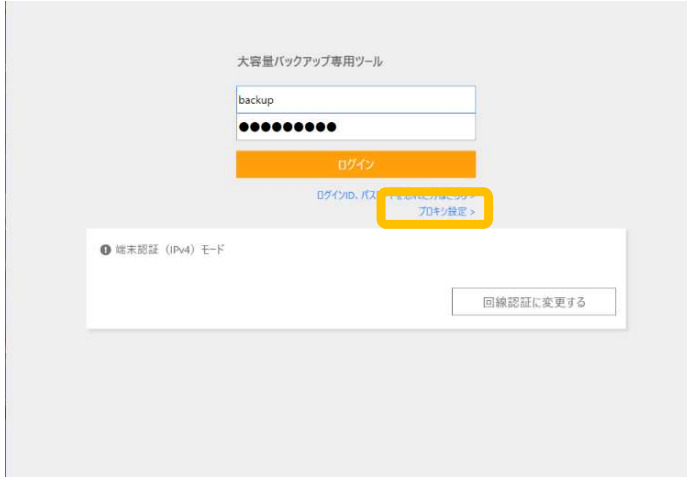 大容量バックアップ専用ツール
backup
●●●●●●●●●
ログイン
ログインID、パス
プロキシ設定 >
端末認証（IPv4）モード
回線認証に変更する